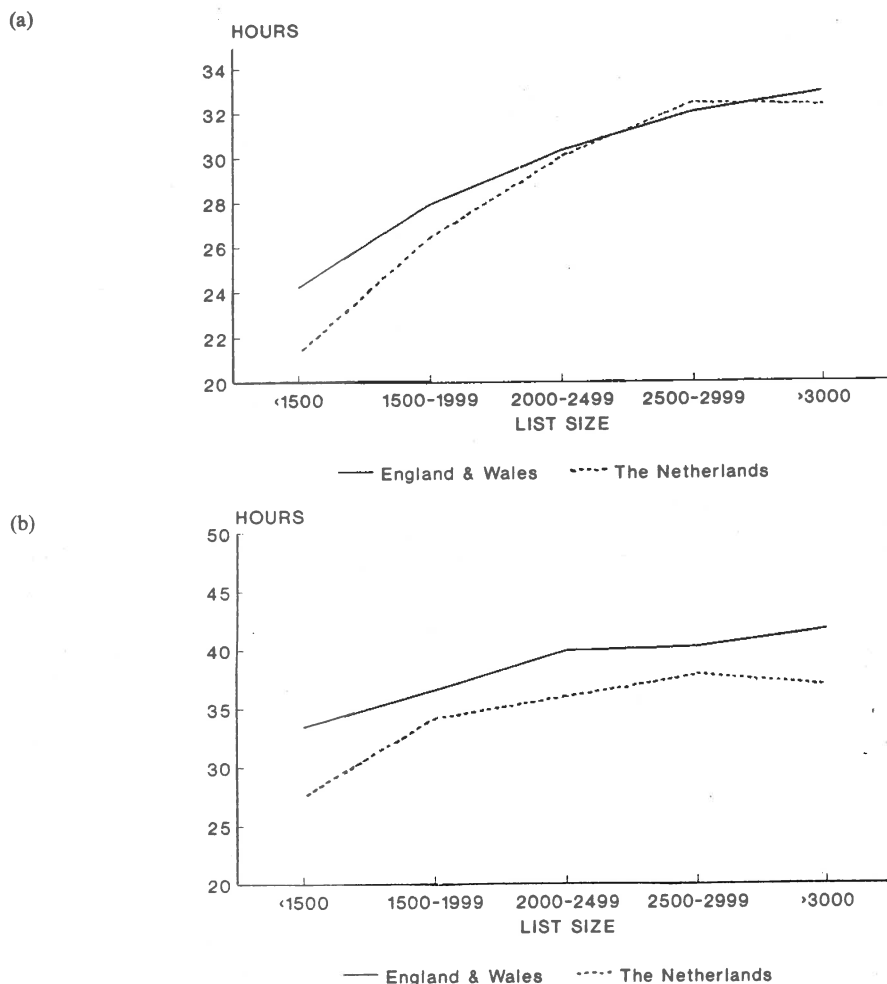 (a)
HOURS
34
32
30
28
26
24
22
20
‹1500 1500-1999 2000-2499 2500-2999 ›3000
LIST SIZE
England & Wales The Netherlands
(b)
HOURS
50
45
40
35
30
25
20
‹1500 1500-1999 2000-2499 2500-2999 ›3000
LIST SIZE
England & Wales The Netherlands